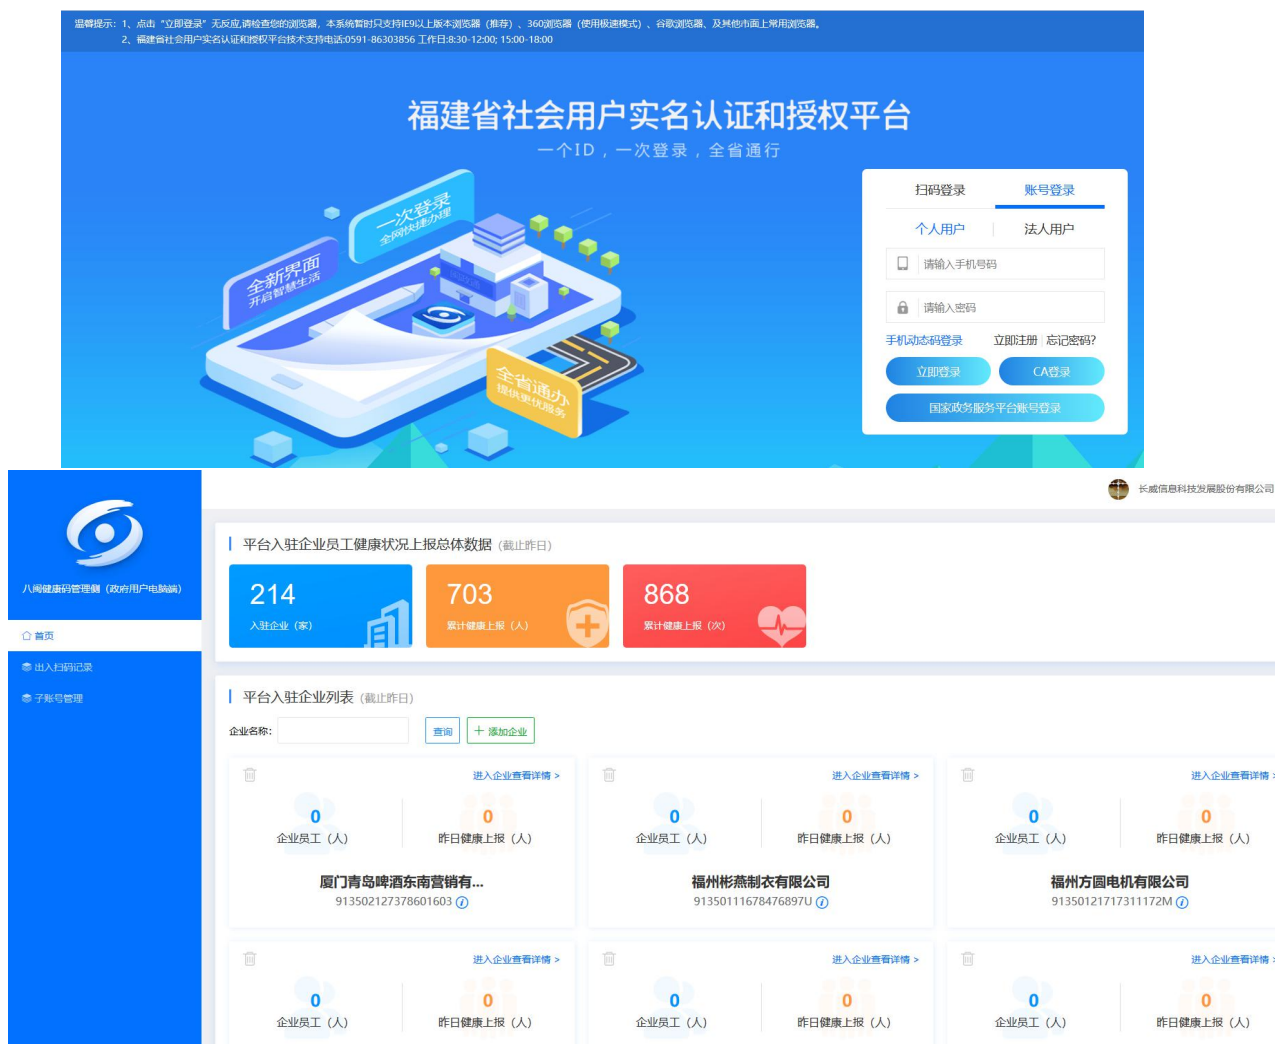 温馨提示：1、点击“立即登录”无反应,请检查您的浏览器，本系统暂时只支持IE9以上版本浏览器（推荐）、360浏览器（使用极速模式）、谷歌浏览器、及其他市面上常用浏览器。
2、福建省社会用户实名认证和授权平台技术支持电话:0591-86303856 工作日:8:30-12:00; 15:00-18:00
福建省社会用户实名认证和授权平台
一个ID，一次登录，全省通行
一次登录
全网快捷办理
全新界面
开启智慧生活
全省通办
提供更优服务
扫码登录 账号登录
个人用户 法人用户
请输入手机号码
请输入密码
手机动态码登录 立即注册 忘记密码?
立即登录 CA登录
国家政务服务平台账号登录
长威信息科技发展股份有限公司
八闽健康码管理侧（政府用户电脑端）
首页
出入扫码记录
子账号管理
平台入驻企业员工健康状况上报总体数据（截止昨日）
214 703 868
入驻企业（家） 累计健康上报（人） 累计健康上报（次）
平台入驻企业列表（截止昨日）
企业名称: 查询 添加企业
进入企业查看详情 > 进入企业查看详情 > 进入企业查看详情 >
0 0 0 0 0 0
企业员工（人） 昨日健康上报（人） 企业员工（人） 昨日健康上报（人） 企业员工（人） 昨日健康上报（人）
厦门青岛啤酒东南营销有... 福州彬燕制衣有限公司 福州方圆电机有限公司
913502127378601603 91350111678476897U 91350121717311172M
进入企业查看详情 > 进入企业查看详情 > 进入企业查看详情 >
0 0 0 0 0 0
企业员工（人） 昨日健康上报（人） 企业员工（人） 昨日健康上报（人） 企业员工（人） 昨日健康上报（人）